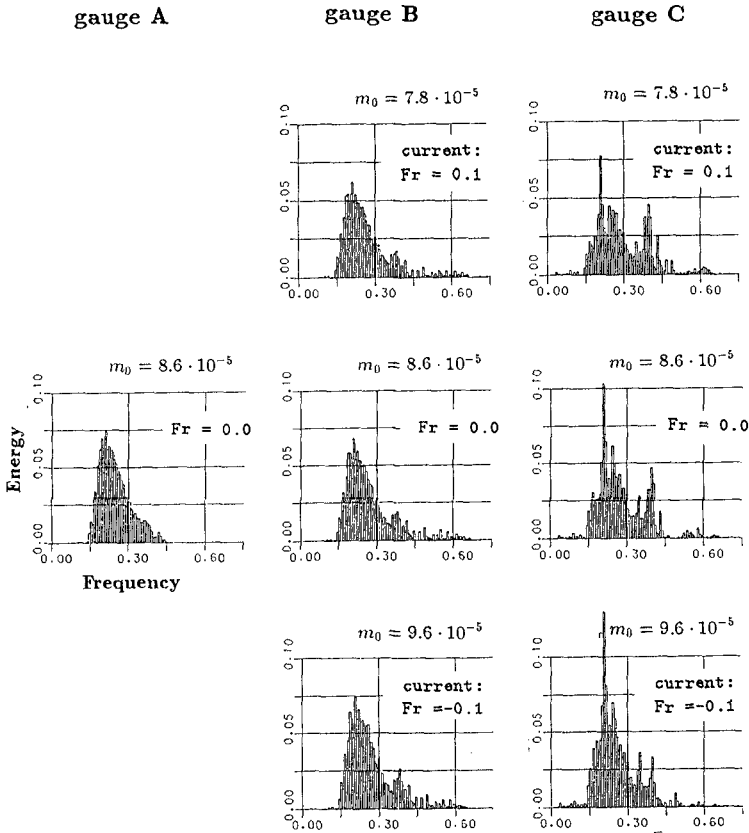 gauge A gauge B gauge C
m₀ = 7.8 · 10⁻⁵ m₀ = 7.8 · 10⁻⁵
0.10 0.10
current: current:
Fr = 0.1 Fr = 0.1
0.05 0.05
0.00 0.00
0.00 0.30 0.60 0.00 0.30 0.60
m₀ = 8.6 · 10⁻⁵ m₀ = 8.6 · 10⁻⁵ m₀ = 8.6 · 10⁻⁵
0.10 0.10 0.10
Fr = 0.0 Fr = 0.0 Fr = 0.0
Energy
0.05 0.05 0.05
0.00 0.00 0.00
0.00 0.30 0.60 0.00 0.30 0.60 0.00 0.30 0.60
Frequency
m₀ = 9.6 · 10⁻⁵ m₀ = 9.6 · 10⁻⁵
0.10 0.10
current: current:
Fr =-0.1 Fr =-0.1
0.05 0.05
0.00 0.00
0.00 0.30 0.60 0.00 0.30 0.60